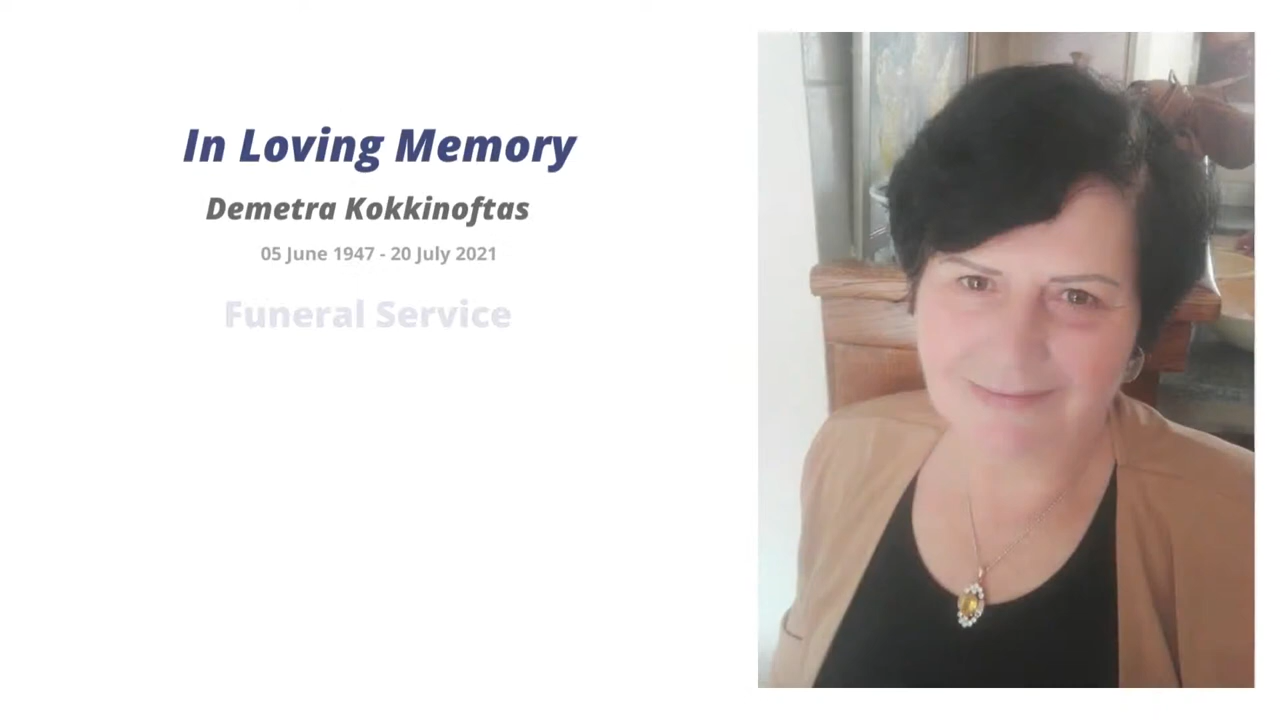 In Loving Memory
Demetra Kokkinoftas
05 June 1947 - 20 July 2021
Funeral Service